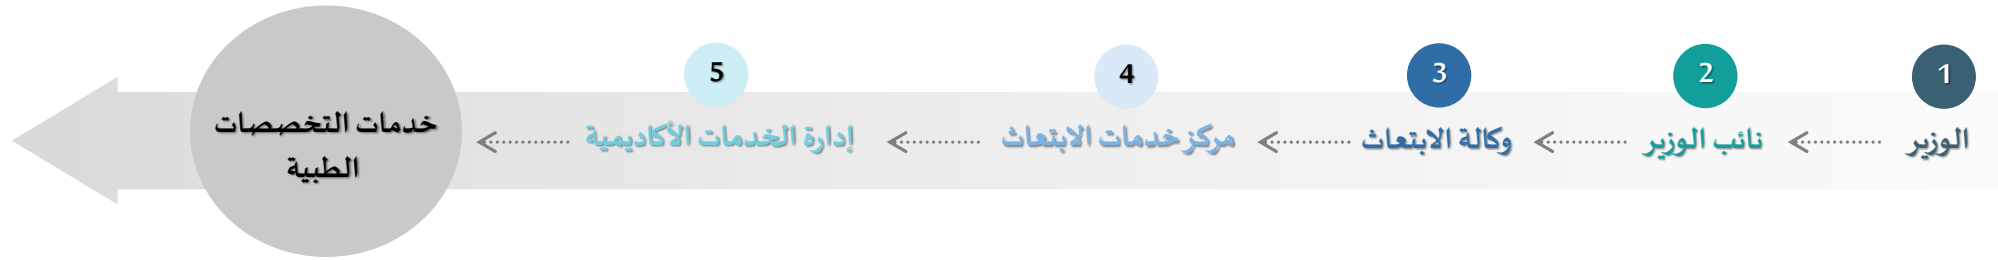 1
الوزير
2
نائب الوزير
3
وكالة الابتعاث
4
مركز خدمات الابتعاث
5
إدارة الخدمات الأكاديمية
خدمات التخصصات
الطبية